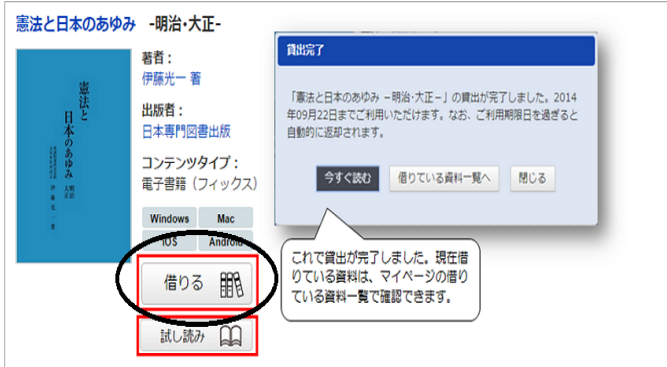 憲法と日本のあゆみ -明治・大正-
憲法と
日本のあゆみ
明治
大正
著者：
伊藤光一 著
出版者：
日本専門図書出版
コンテンツタイプ：
電子書籍（フィックス）
Windows Mac
iOS Android
借りる
試し読み
貸出完了
「憲法と日本のあゆみ －明治・大正－」の貸出が完了しました。2014
年09月22日までご利用いただけます。なお、ご利用期限日を過ぎると
自動的に返却されます。
今すぐ読む 借りている資料一覧へ 閉じる
これで貸出が完了しました。現在借
りている資料は、マイページの借り
ている資料一覧で確認できます。